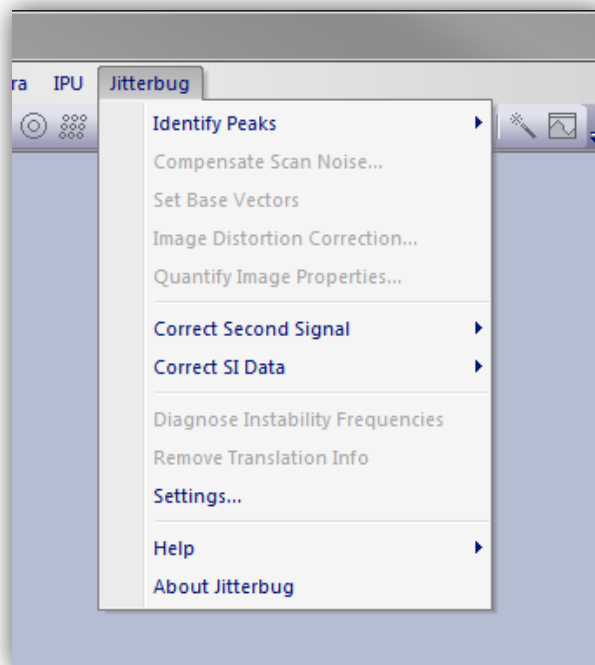 ra IPU Jitterbug
Identify Peaks
Compensate Scan Noise...
Set Base Vectors
Image Distortion Correction...
Quantify Image Properties...
Correct Second Signal
Correct SI Data
Diagnose Instability Frequencies
Remove Translation Info
Settings...
Help
About Jitterbug